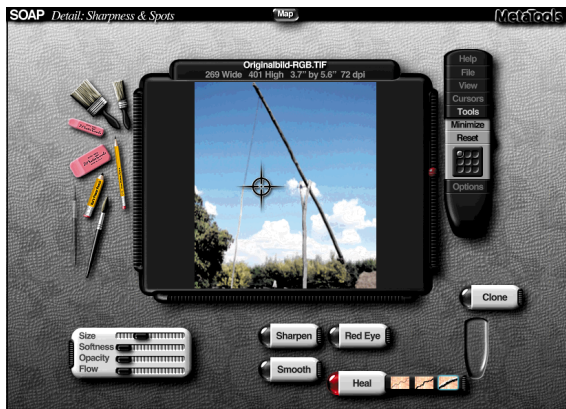 SOAP Detail: Sharpness & Spots
Map
MetaTools
Originalbild-RGB.TIF
269 Wide 401 High 3.7" by 5.6" 72 dpi
Help
File
View
Cursors
Tools
Minimize
Reset
Options
Clone
Size
Softness
Opacity
Flow
Sharpen
Red Eye
Smooth
Heal